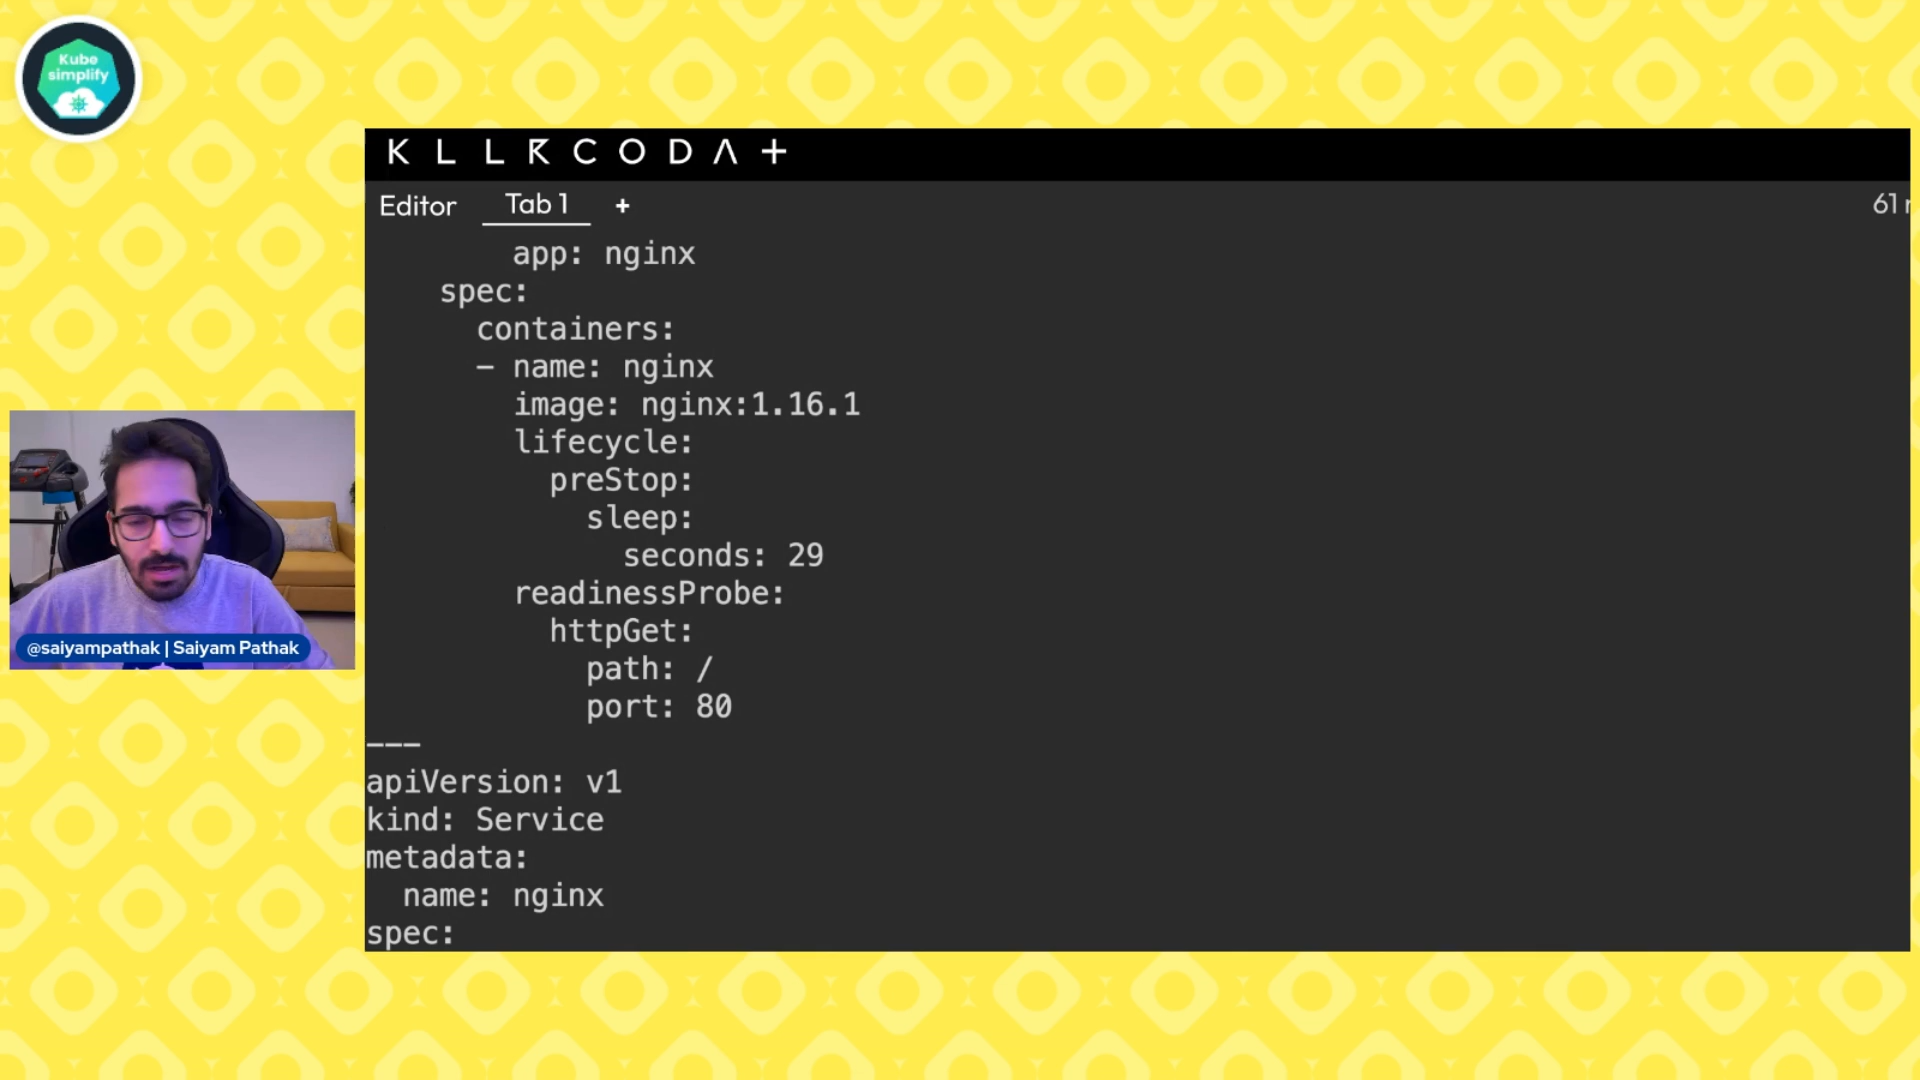 Kube
simplify
KLLRCODA+
Editor
Tab 1
+
61
app: nginx
spec:
containers:
- name: nginx
image: nginx:1.16.1
lifecycle:
preStop:
sleep:
seconds: 29
readinessProbe:
httpGet:
path: /
port: 80
---
apiVersion: v1
kind: Service
metadata:
name: nginx
spec:
@saiyampathak | Saiyam Pathak